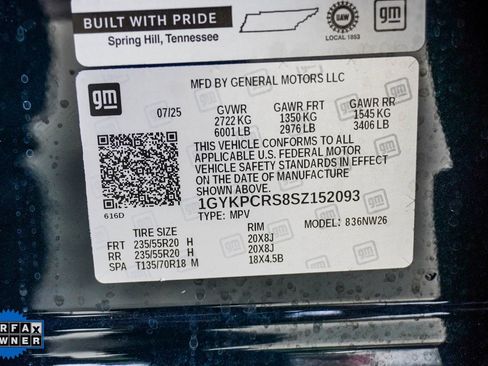 BUILT WITH PRIDE
Spring Hill, Tennessee
UAW
LOCAL 1853
gm
gm
MFD BY GENERAL MOTORS LLC
07/25 GVWR GAWR FRT GAWR RR
2722 KG 1350 KG 1545 KG
6001 LB 2976 LB 3406 LB
THIS VEHICLE CONFORMS TO ALL
APPLICABLE U.S. FEDERAL MOTOR
VEHICLE SAFETY STANDARDS IN EFFECT
ON THE DATE OF MANUFACTURE
SHOWN ABOVE.
1GYKPCRS8SZ152093
616D TYPE: MPV MODEL: 836NW26
TIRE SIZE RIM
FRT 235/55R20 H 20X8J
RR 235/55R20 H 20X8J
SPA T135/70R18 M 18X4.5B
RFAX
OWNER